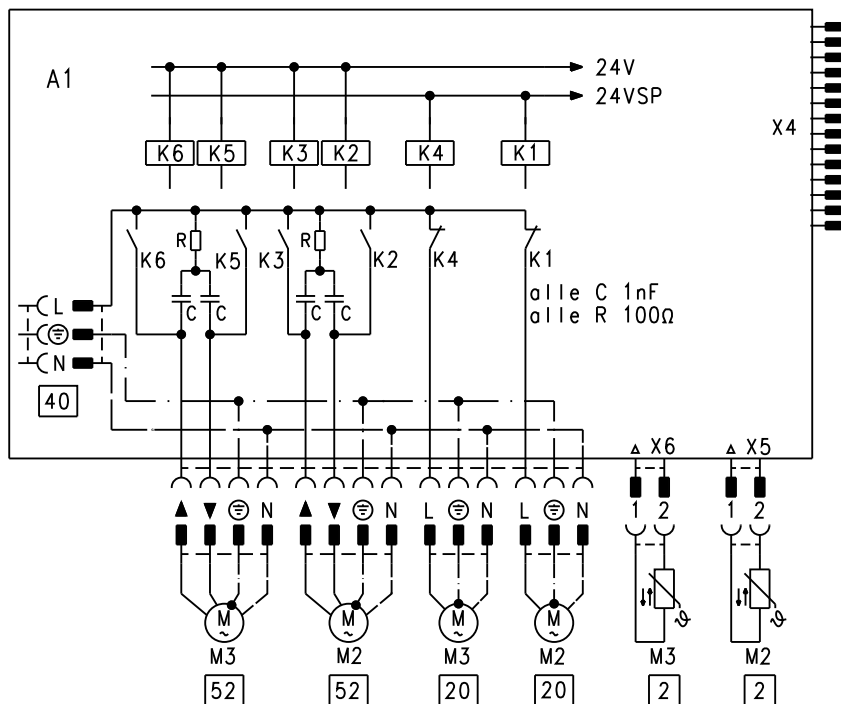 A1
24V
24VSP
X4
K6 K5 K3 K2 K4 K1
R R
K6 K5 K3 K2 K4 K1
C C C C
alle C 1nF
alle R 100Ω
L
N
40
X6 X5
N N L N L N 1 2 1 2
M M M M
~ ~ ~ ~
ϑ ϑ
M3 M2 M3 M2 M3 M2
52 52 20 20 2 2